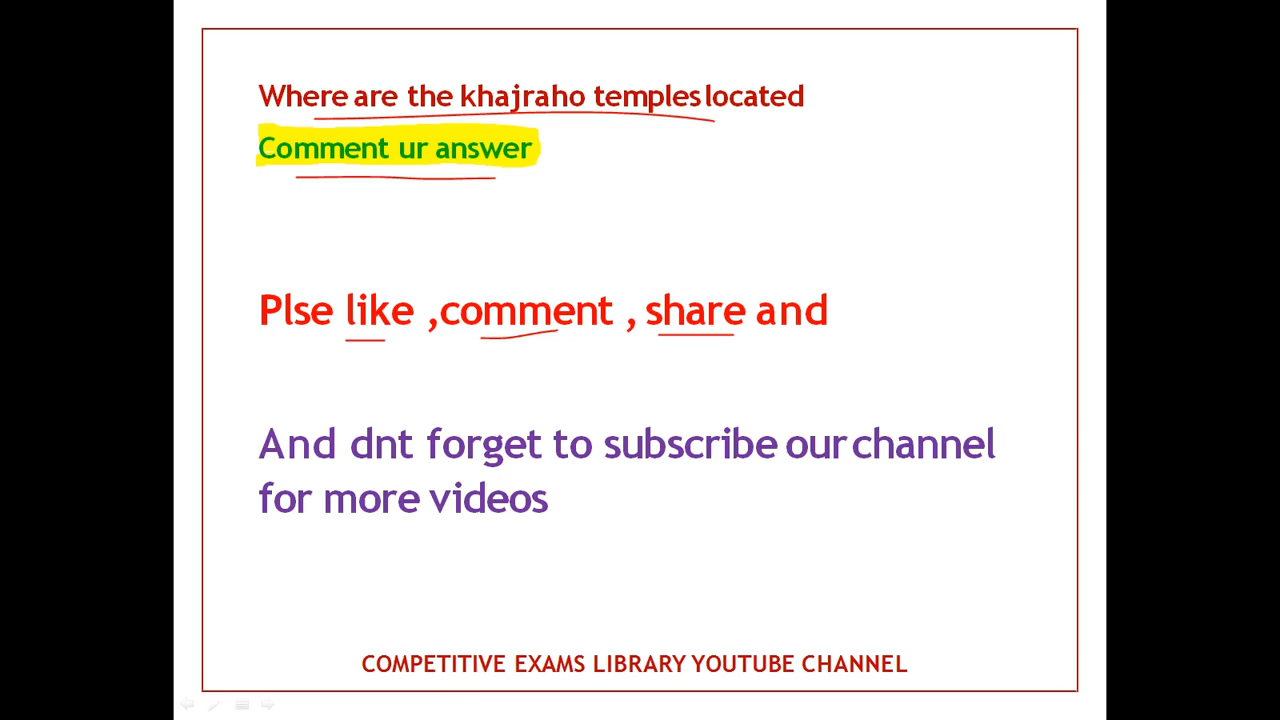 Where are the khajraho temples located
Comment ur answer
Plse like ,comment , share and
And dnt forget to subscribe our channel
for more videos
COMPETITIVE EXAMS LIBRARY YOUTUBE CHANNEL